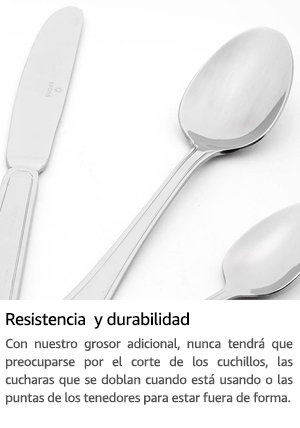 Resistencia y durabilidad
Con nuestro grosor adicional, nunca tendrá que
preocuparse por el corte de los cuchillos, las
cucharas que se doblan cuando está usando o las
puntas de los tenedores para estar fuera de forma.